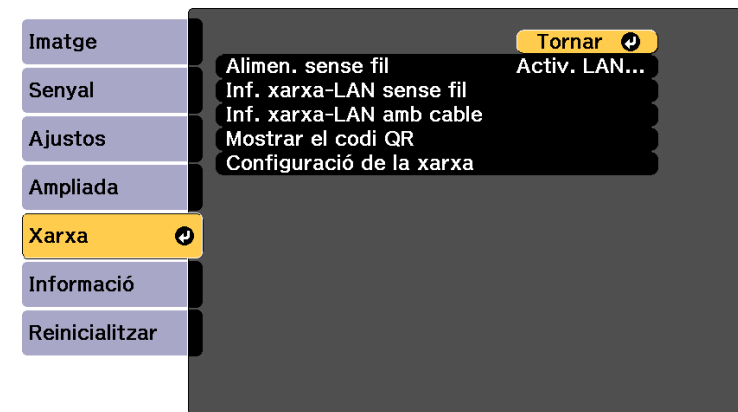 Imatge
Senyal
Ajustos
Ampliada
Xarxa
Informació
Reinicialitzar
Tornar
Alimen. sense fil Activ. LAN...
Inf. xarxa-LAN sense fil
Inf. xarxa-LAN amb cable
Mostrar el codi QR
Configuració de la xarxa